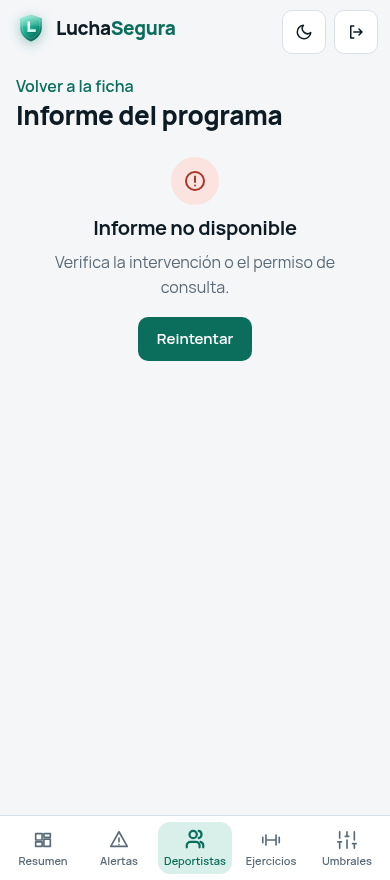 LuchaSegura
Volver a la ficha
Informe del programa
Informe no disponible
Verifica la intervención o el permiso de
consulta.
Reintentar
Resumen
Alertas
Deportistas
Ejercicios
Umbrales